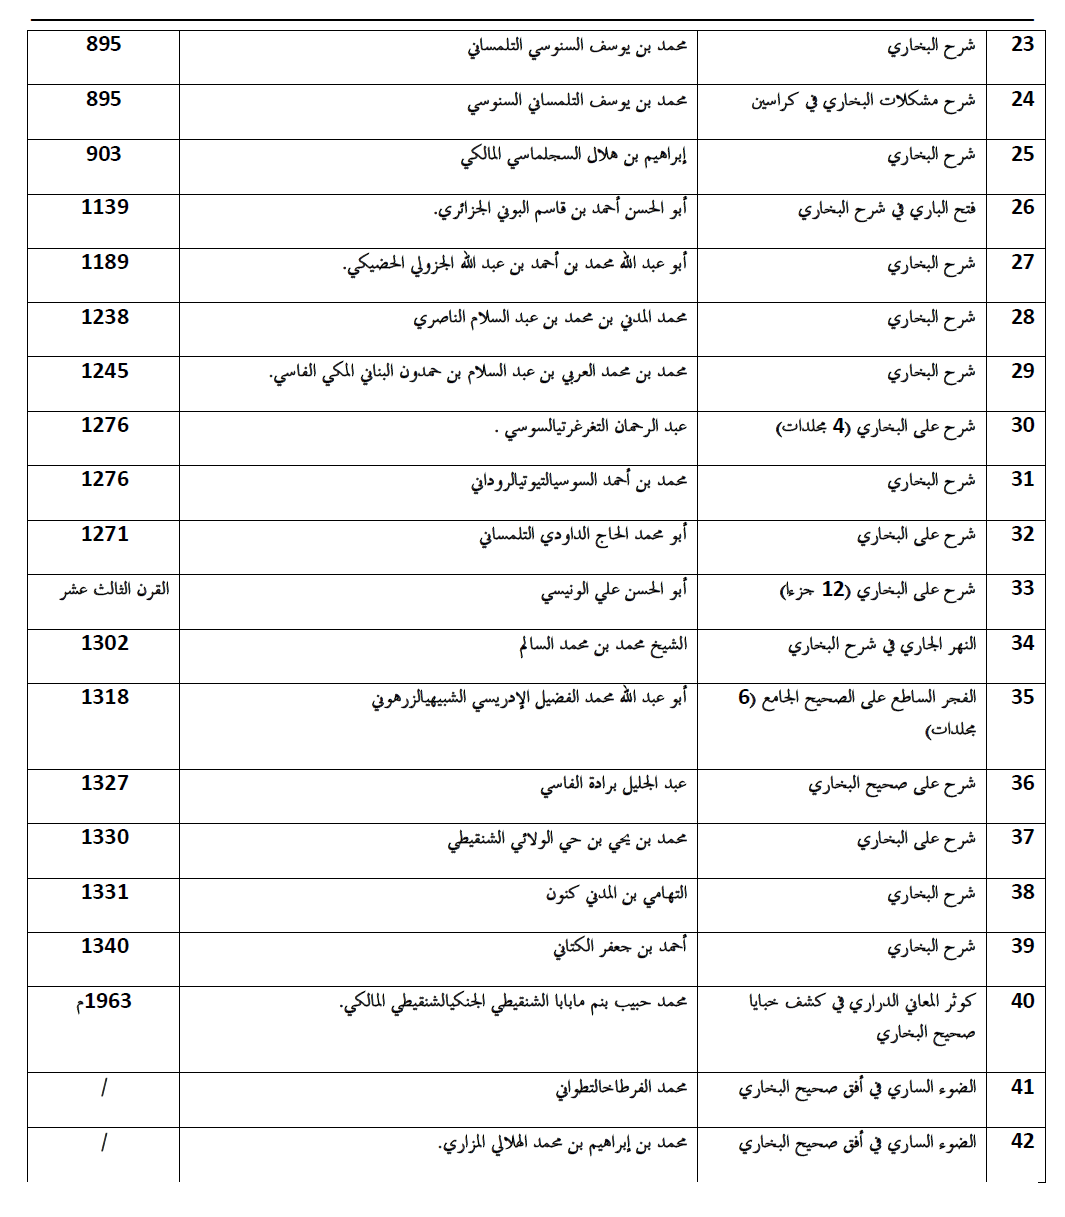 23 شرح البخاري محمد بن يوسف السنوسي التلمساني 895
24 شرح مشكلات البخاري في كراسين محمد بن يوسف التلمساني السنوسي 895
25 شرح البخاري إبراهيم بن هلال السجلماسي المالكي 903
26 فتح الباري في شرح البخاري أبو الحسن أحمد بن قاسم البوني الجزائري. 1139
27 شرح البخاري أبو عبد الله محمد بن أحمد بن عبد الله الجزولي الحضيكي. 1189
28 شرح البخاري محمد المدني بن محمد بن عبد السلام الناصري 1238
29 شرح البخاري محمد بن محمد العربي بن عبد السلام بن حمدون البناني المكي الفاسي. 1245
30 شرح على البخاري (4 مجلدات) عبد الرحمان التغرغرتيالسوسي . 1276
31 شرح البخاري محمد بن أحمد السوسيالتيوتيالروداني 1276
32 شرح على البخاري أبو محمد الحاج الداودي التلمساني 1271
33 شرح على البخاري (12 جزءا) أبو الحسن علي الونيسي القرن الثالث عشر
34 النهر الجاري في شرح البخاري الشيخ محمد بن محمد السالم 1302
35 الفجر الساطع على الصحيح الجامع (6 أبو عبد الله محمد الفضيل الإدريسي الشبيهيالزرهوني 1318
مجلدات)
36 شرح على صحيح البخاري عبد الجليل برادة الفاسي 1327
37 شرح على البخاري محمد بن يحي بن حي الولائي الشنقيطي 1330
38 شرح البخاري التهامي بن المدني كنون 1331
39 شرح البخاري أحمد بن جعفر الكتاني 1340
40 كوثر المعاني الدراري في كشف خبايا محمد حبيب بنم مابابا الشنقيطي الجنكيالشنقيطي المالكي. 1963م
صحيح البخاري
41 الضوء الساري في أفق صحيح البخاري محمد الفرطاخالتطواني /
42 الضوء الساري في أفق صحيح البخاري محمد بن إبراهيم بن محمد الهلالي المزاري. /